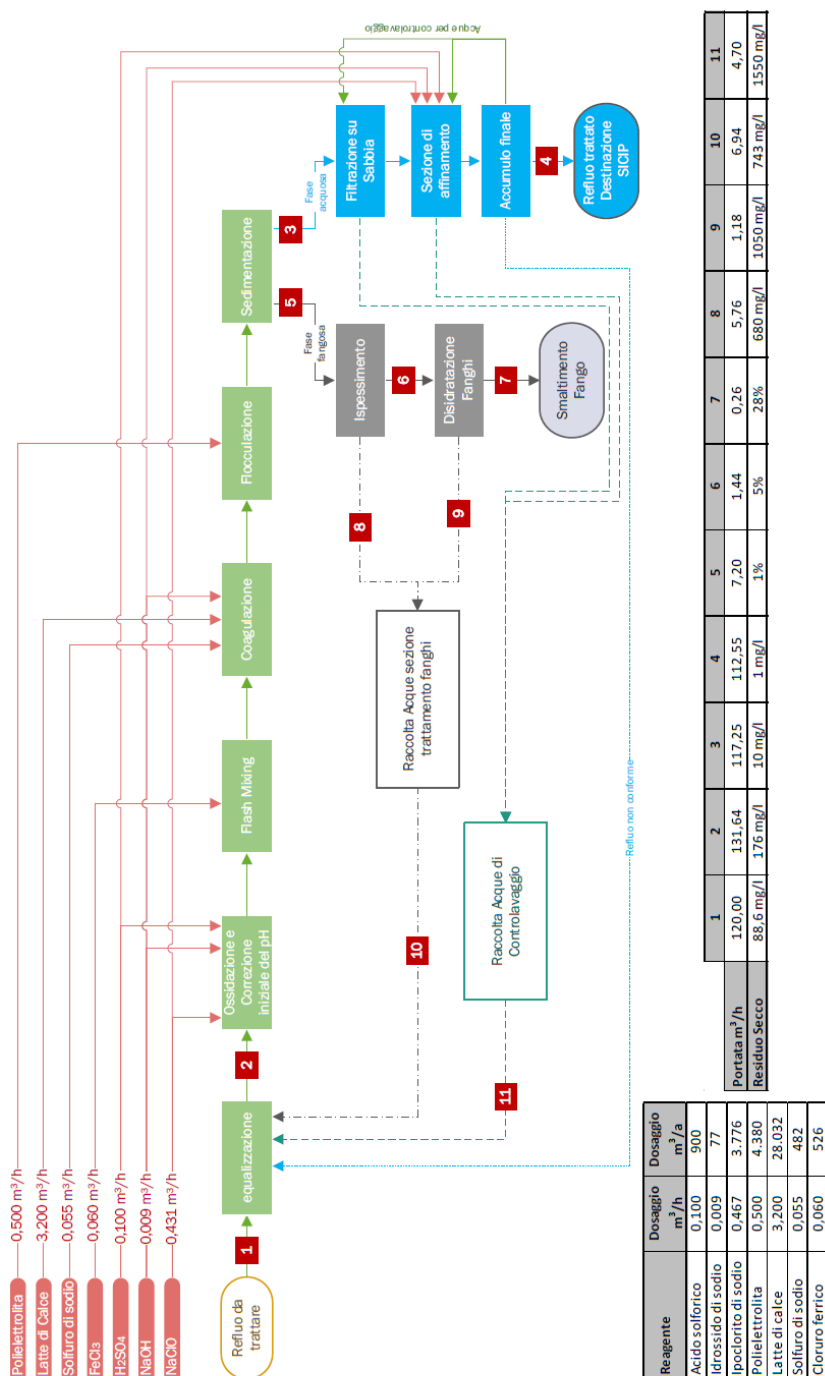 Polielettrolita
0,500 m³/h
Latte di Calce
3,200 m³/h
Solfuro di sodio
0,055 m³/h
FeCl3
0,060 m³/h
H2SO4
0,100 m³/h
NaOH
0,009 m³/h
NaClO
0,431 m³/h
Refluo da
trattare
1
equalizzazione
2
Ossidazione e
Correzione
iniziale del pH
Flash Mixing
Coagulazione
Flocculazione
Sedimentazione
3
Fase
acquosa
5
Fase
fangosa
Filtrazione su
Sabbia
Sezione di
affinamento
Accumulo finale
4
Refluo trattato
Destinazione
SICIP
Acque per controlavaggio
Ispessimento
6
Disidratazione
Fanghi
7
Smaltimento
Fango
8
9
Raccolta Acque sezione
trattamento fanghi
10
Raccolta Acque di
Controlavaggio
11
Refluo non conforme
Reagente Dosaggio m³/h Dosaggio m³/a
Acido solforico 0,100 900
Idrossido di sodio 0,009 77
Ipoclorito di sodio 0,467 3.776
Polielettrolita 0,500 4.380
Latte di calce 3,200 28.032
Solfuro di sodio 0,055 482
Cloruro ferrico 0,060 526
1 2 3 4 5 6 7 8 9 10 11
Portata m³/h 120,00 131,64 117,25 112,55 7,20 1,44 0,26 5,76 1,18 6,94 4,70
Residuo Secco 88,6 mg/l 176 mg/l 10 mg/l 1 mg/l 1% 5% 28% 680 mg/l 1050 mg/l 743 mg/l 1550 mg/l